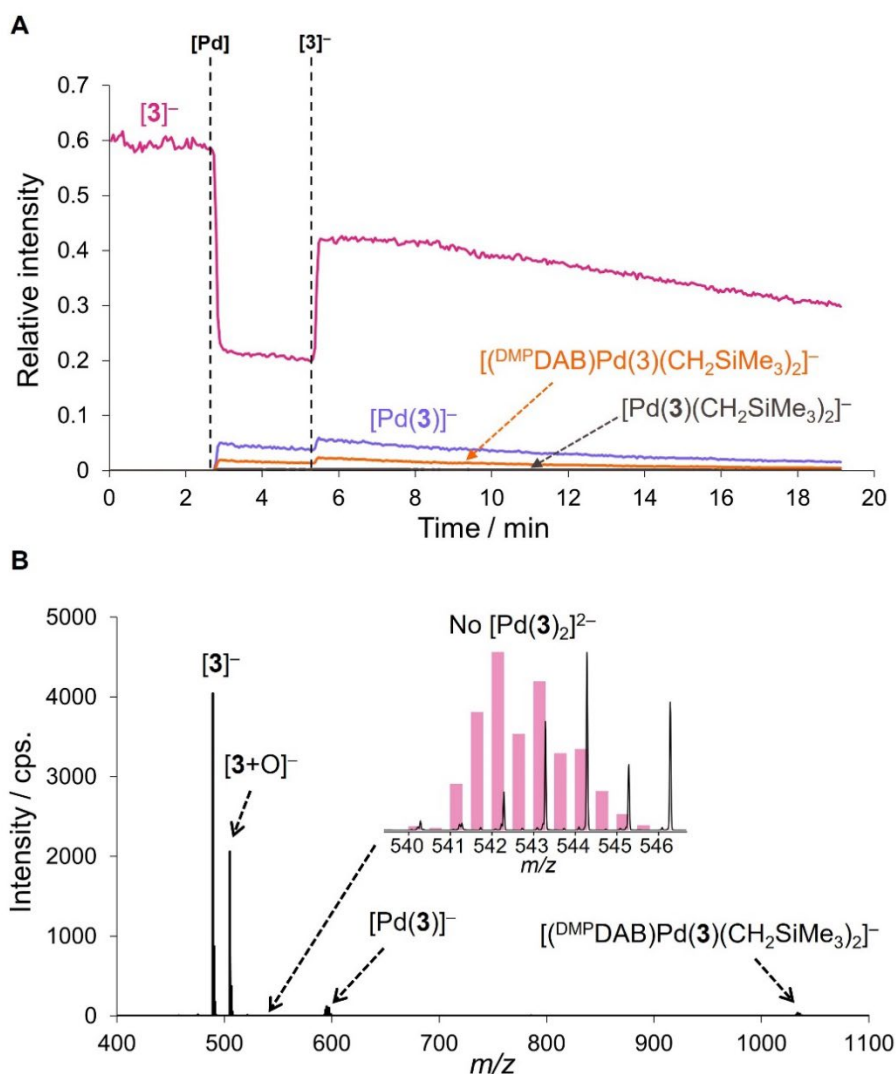 A
[Pd]
[3]⁻
0.7
0.6
0.5
0.4
0.3
0.2
0.1
0
Relative intensity
[3]⁻
[(ᴰᴹᴾDAB)Pd(3)(CH₂SiMe₃)₂]⁻
[Pd(3)]⁻
[Pd(3)(CH₂SiMe₃)₂]⁻
0 2 4 6 8 10 12 14 16 18 20
Time / min
B
5000
4000
3000
2000
1000
0
Intensity / cps.
[3]⁻
[3+O]⁻
No [Pd(3)₂]²⁻
540 541 542 543 544 545 546
m/z
[Pd(3)]⁻
[(ᴰᴹᴾDAB)Pd(3)(CH₂SiMe₃)₂]⁻
400 500 600 700 800 900 1000 1100
m/z